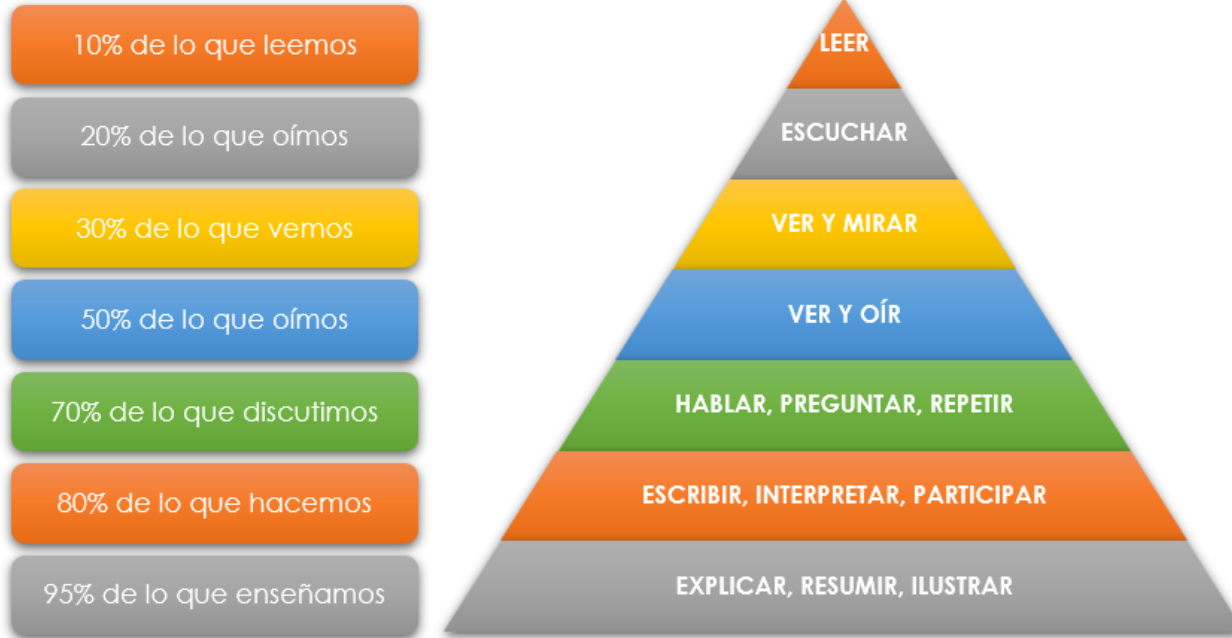 10% de lo que leemos
LEER
20% de lo que oímos
ESCUCHAR
30% de lo que vemos
VER Y MIRAR
50% de lo que oímos
VER Y OÍR
70% de lo que discutimos
HABLAR, PREGUNTAR, REPETIR
80% de lo que hacemos
ESCRIBIR, INTERPRETAR, PARTICIPAR
95% de lo que enseñamos
EXPLICAR, RESUMIR, ILUSTRAR